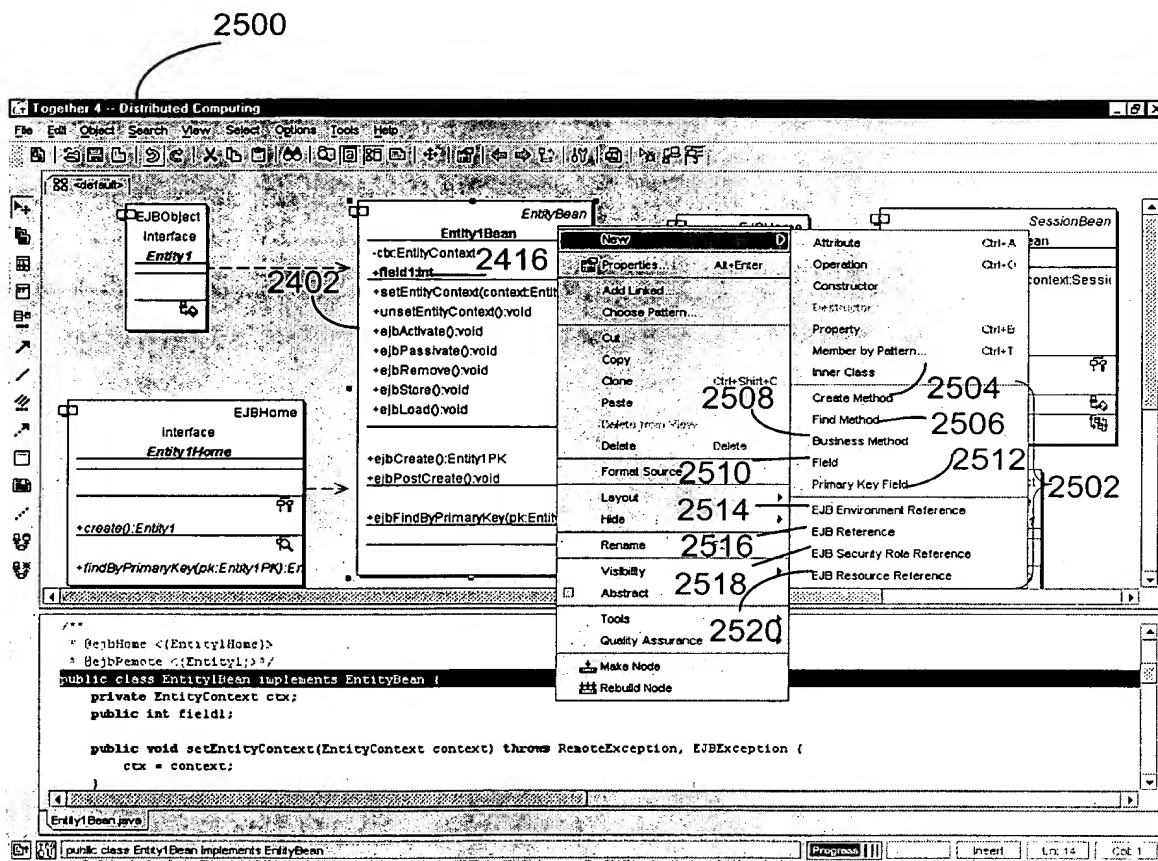 2500
Together 4 -- Distributed Computing
File Edit Object Search View Select Options Tools Help
<default>
EJBObject
Interface
Entity1
EntityBean
Entity1Bean
-ctx:EntityContext
+field1:int
+setEntityContext(context:Entit
+unsetEntityContext():void
+ejbActivate():void
+ejbPassivate():void
+ejbRemove():void
+ejbStore():void
+ejbLoad():void
+ejbCreate():Entity1PK
+ejbPostCreate():void
+ejbFindByPrimaryKey(pk:Entit
2416
2402
EJBHome
Interface
Entity1Home
+create():Entity1
+findByPrimaryKey(pk:Entity1PK):En
SessionBean
ean
context:Sessi
New
Properties... Alt+Enter
Add Linked...
Choose Pattern...
Cut
Copy
Clone Ctrl+Shift+C
Paste
Delete from View
Delete Delete
Format Source
Layout
Hide
Rename
Visibility
Abstract
Tools
Quality Assurance
Make Node
Rebuild Node
Attribute Ctrl+A
Operation Ctrl+O
Constructor
Destructor
Property Ctrl+B
Member by Pattern... Ctrl+T
Inner Class
Create Method
Find Method
Business Method
Field
Primary Key Field
EJB Environment Reference
EJB Reference
EJB Security Role Reference
EJB Resource Reference
2504
2508
2506
2510
2512
2502
2514
2516
2518
2520
/**
* @ejbHome <{Entity1Home}>
* @ejbRemote <{Entity1}>*/
public class Entity1Bean implements EntityBean {
private EntityContext ctx;
public int field1;
public void setEntityContext(EntityContext context) throws RemoteException, EJBException {
ctx = context;
}
Entity1Bean.java
public class Entity1Bean implements EntityBean
Progress
Insert
Ln: 14
Col: 1